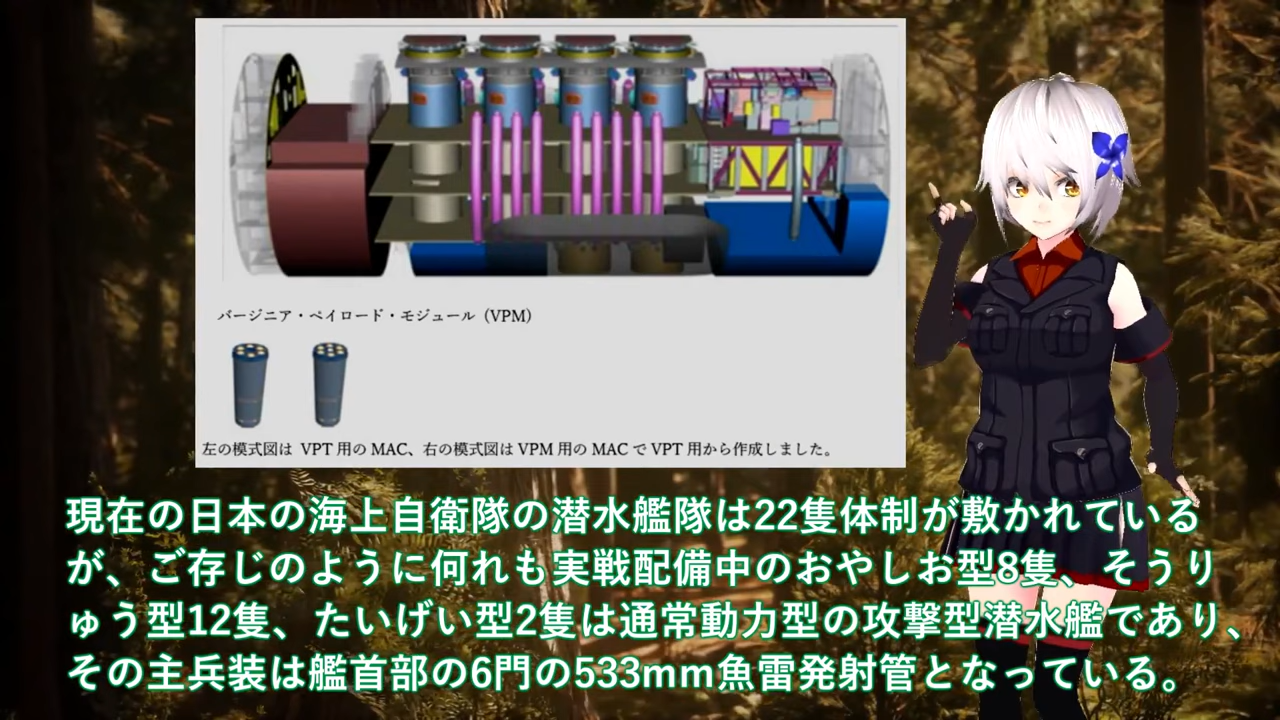 バージニア・ペイロード・モジュール（VPM）
左の模式図は VPT 用の MAC、右の模式図は VPM 用の MAC で VPT 用から作成しました。
現在の日本の海上自衛隊の潜水艦隊は22隻体制が敷かれている
が、ご存じのように何れも実戦配備中のおやしお型8隻、そうり
ゅう型12隻、たいげい型2隻は通常動力型の攻撃型潜水艦であり、
その主兵装は艦首部の6門の533mm魚雷発射管となっている。